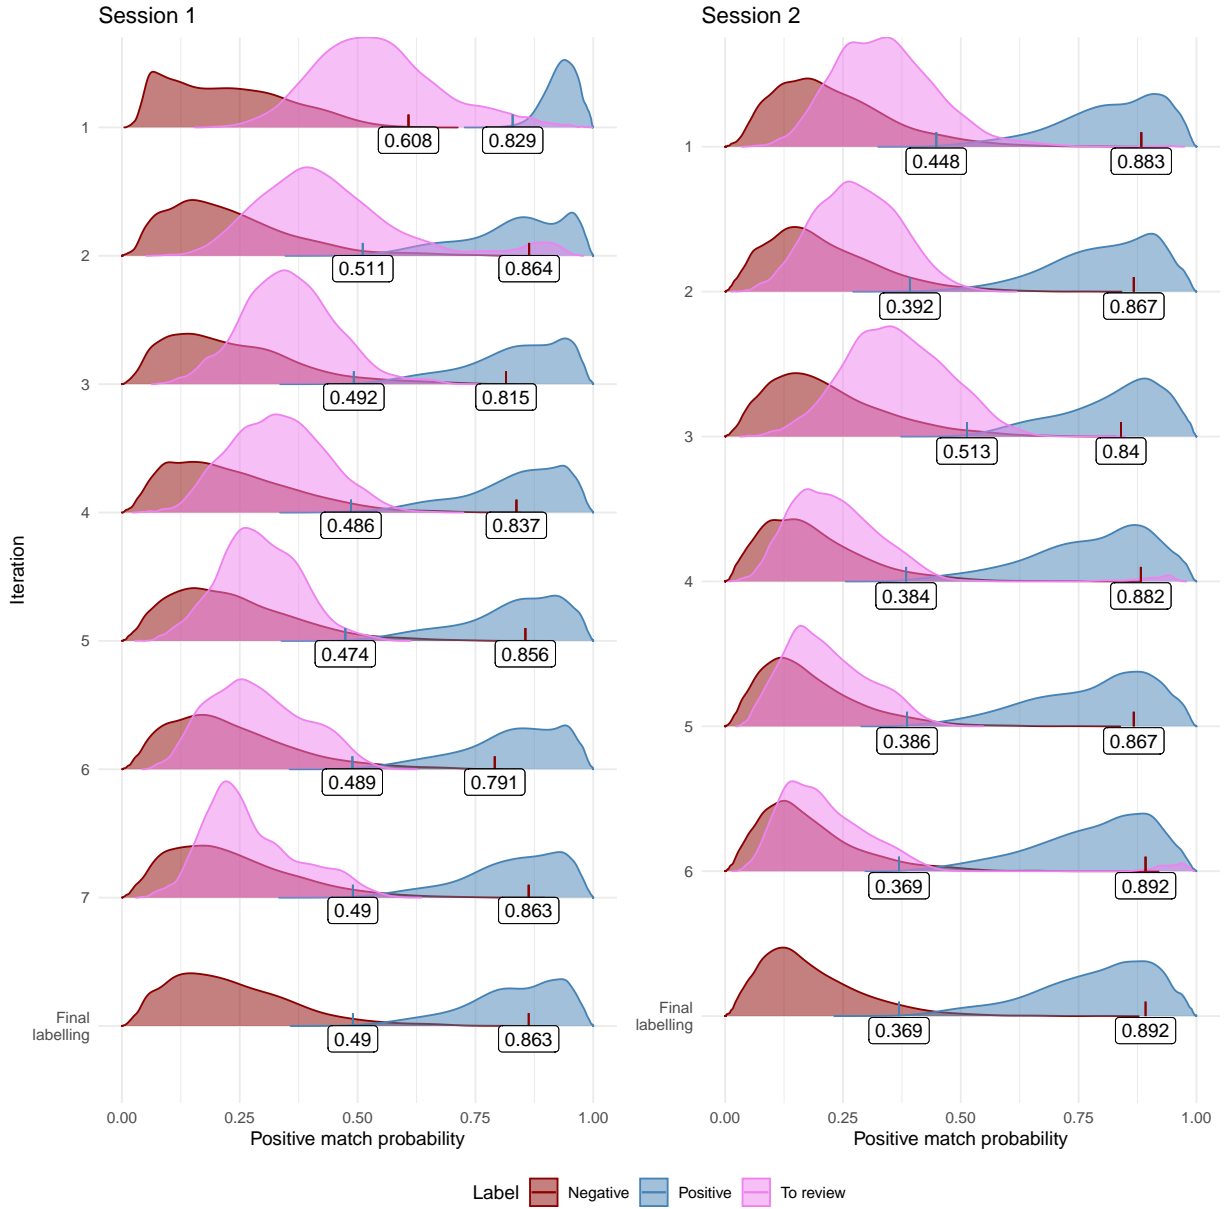 Session 1
Iteration
1
0.608 0.829
2
0.511 0.864
3
0.492 0.815
4
0.486 0.837
5
0.474 0.856
6
0.489 0.791
7
0.49 0.863
Final
labelling
0.49 0.863
0.00 0.25 0.50 0.75 1.00
Positive match probability
Session 2
1
0.448 0.883
2
0.392 0.867
3
0.513 0.84
4
0.384 0.882
5
0.386 0.867
6
0.369 0.892
Final
labelling
0.369 0.892
0.00 0.25 0.50 0.75 1.00
Positive match probability
Label Negative Positive To review